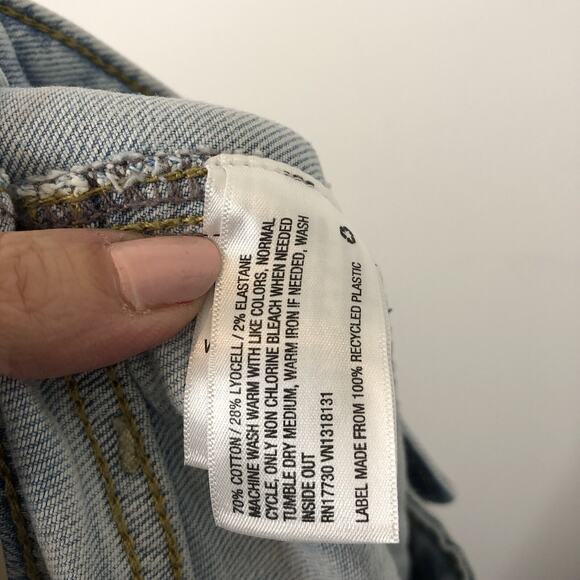 70% COTTON / 28% LYOCELL / 2% ELASTANE
MACHINE WASH WARM WITH LIKE COLORS, NORMAL
CYCLE, ONLY NON CHLORINE BLEACH WHEN NEEDED
TUMBLE DRY MEDIUM, WARM IRON IF NEEDED, WASH
INSIDE OUT
RN17730 VN1318131
LABEL MADE FROM 100% RECYCLED PLASTIC